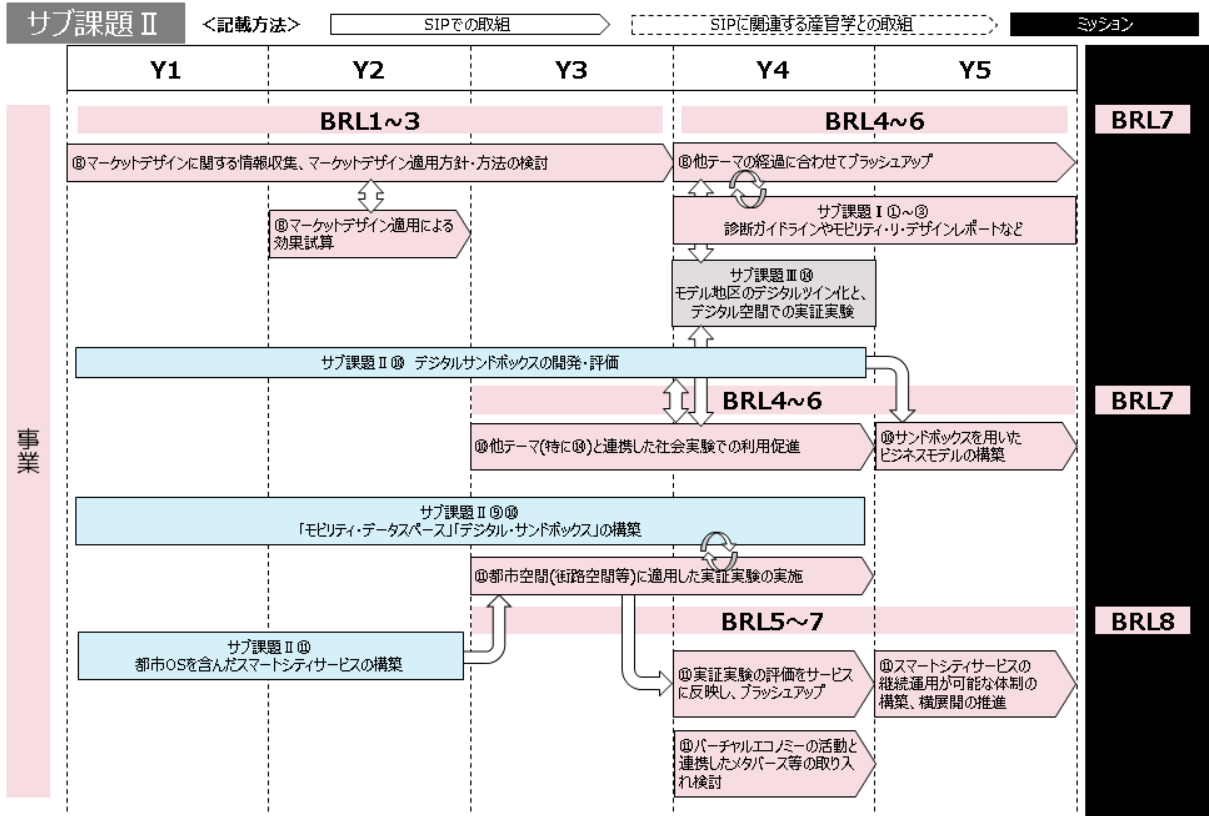 サブ課題Ⅱ
<記載方法>
SIPでの取組
SIPに関連する産官学との取組
ミッション
Y1
Y2
Y3
Y4
Y5
事業
BRL1~3
BRL4~6
BRL7
⑧マーケットデザインに関する情報収集、マーケットデザイン適用方針・方法の検討
⑧他テーマの経過に合わせてブラッシュアップ
⑧マーケットデザイン適用による
効果試算
サブ課題Ⅰ①~③
診断ガイドラインやモビリティ・リ・デザインレポートなど
サブ課題Ⅲ⑭
モデル地区のデジタルツイン化と、
デジタル空間での実証実験
サブ課題Ⅱ⑩ デジタルサンドボックスの開発・評価
BRL4~6
BRL7
⑩他テーマ(特に⑭)と連携した社会実験での利用促進
⑩サンドボックスを用いた
ビジネスモデルの構築
サブ課題Ⅱ⑨⑩
「モビリティ・データスペース」「デジタル・サンドボックス」の構築
⑪都市空間(街路空間等)に適用した実証実験の実施
BRL5~7
BRL8
サブ課題Ⅱ⑪
都市OSを含んだスマートシティサービスの構築
⑪実証実験の評価をサービス
に反映し、ブラッシュアップ
⑪スマートシティサービスの
継続運用が可能な体制の
構築、横展開の推進
⑪バーチャルエコノミーの活動と
連携したメタバース等の取り入
れ検討